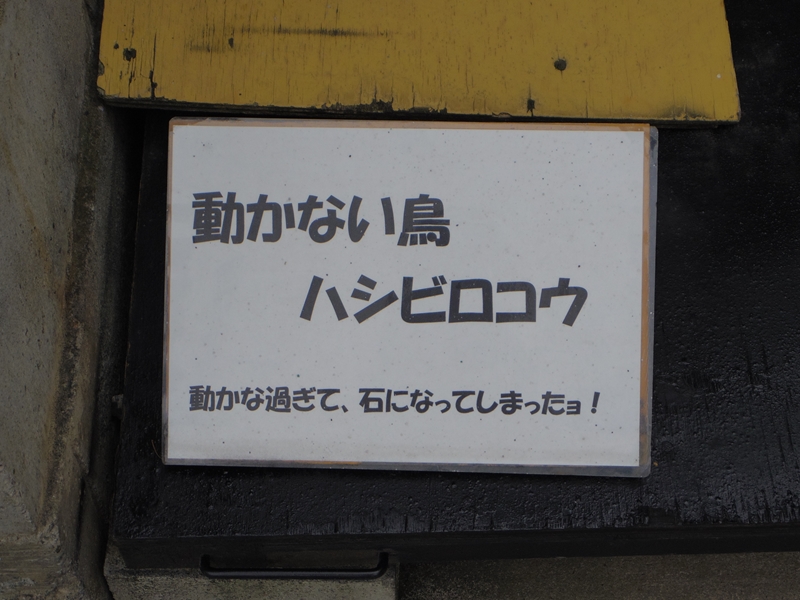 動かない鳥
ハシビロコウ
動かな過ぎて、石になってしまったョ！